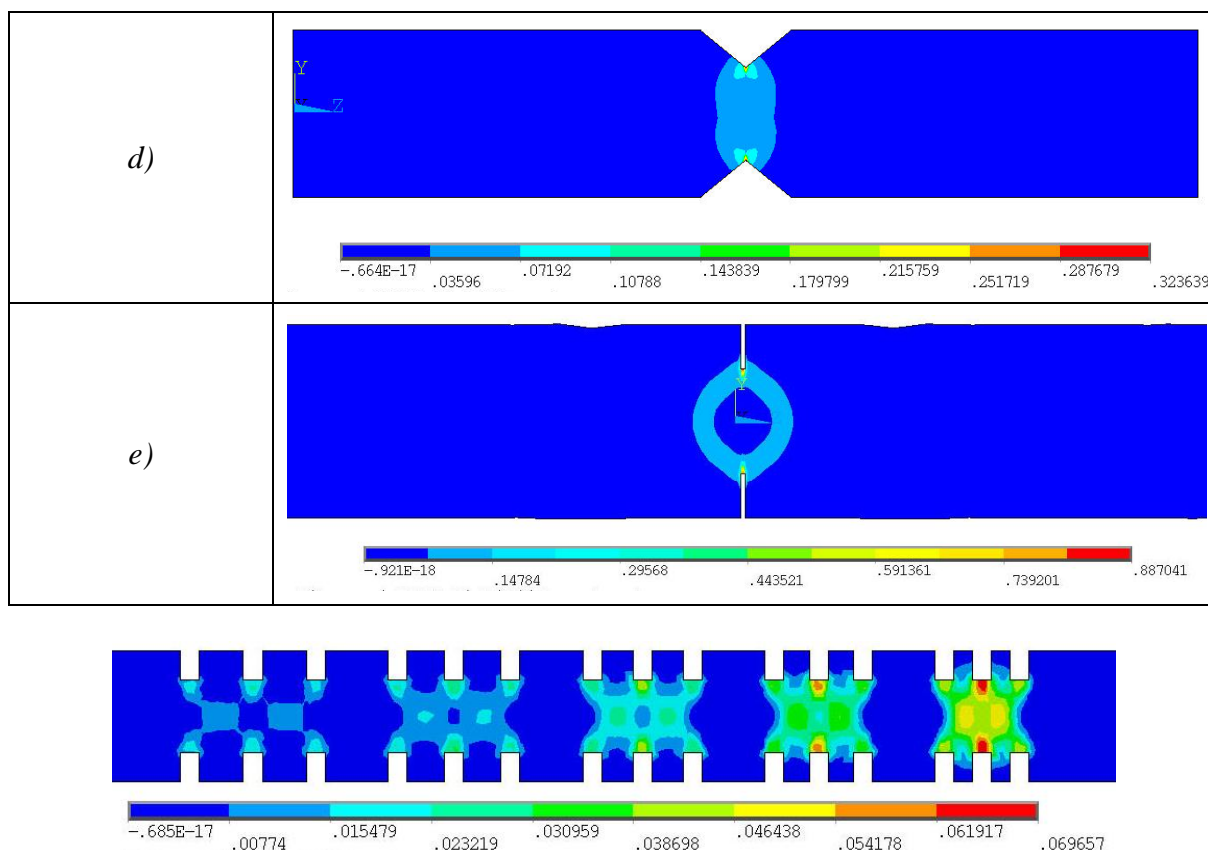 d)
Y
Z
-.664E-17 .07192 .143839 .215759 .287679
.03596 .10788 .179799 .251719 .323639
e)
Y
-.921E-18 .14784 .29568 .443521 .591361 .739201 .887041
-.685E-17 .015479 .030959 .046438 .061917
.00774 .023219 .038698 .054178 .069657